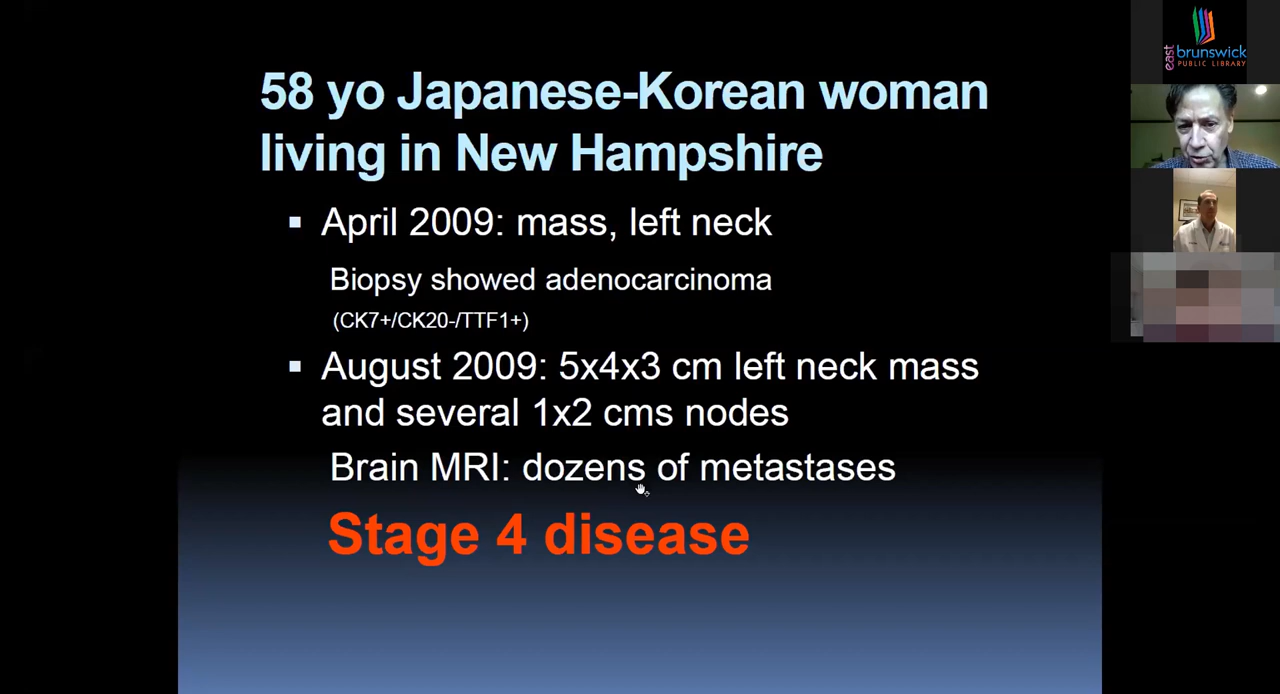 58 yo Japanese-Korean woman
living in New Hampshire
▪ April 2009: mass, left neck
Biopsy showed adenocarcinoma
(CK7+/CK20-/TTF1+)
▪ August 2009: 5x4x3 cm left neck mass
and several 1x2 cms nodes
Brain MRI: dozens of metastases
Stage 4 disease
east
brunswick
PUBLIC LIBRARY